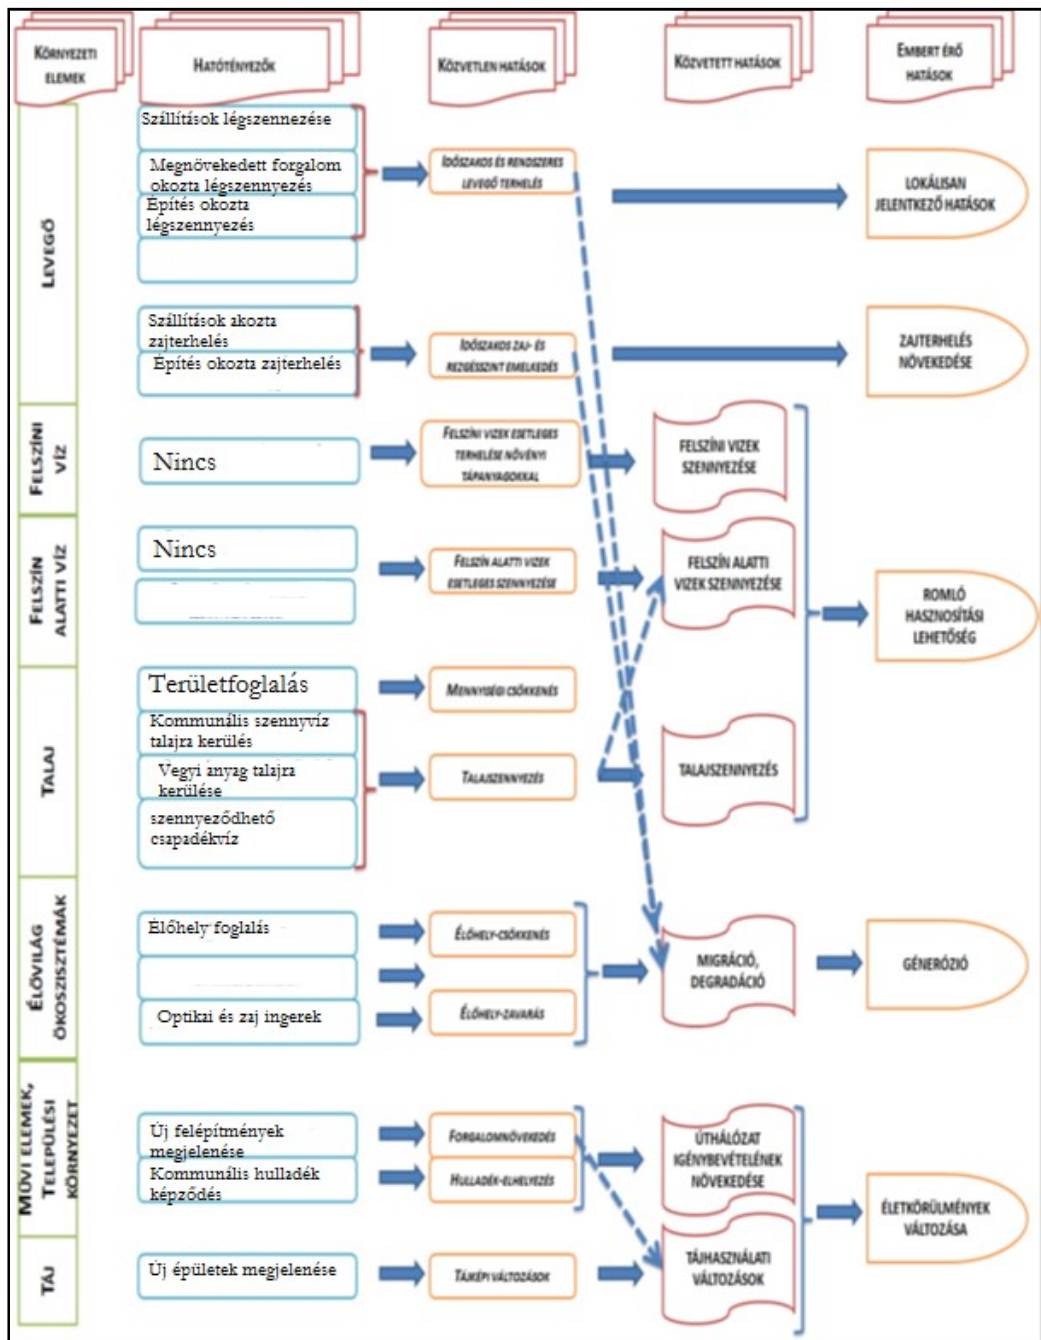 KÖRNYEZETI
ELEMEK
HATÓTÉNYEZŐK
KÖZVETLEN HATÁSOK
KÖZVETETT HATÁSOK
EMBERT ÉRŐ
HATÁSOK
LEVEGŐ
Szállítások légszennezése
Megnövekedett forgalom
okozta légszennyezés
Építés okozta
légszennyezés
IDŐSZAKOS ÉS RENDSZERES
LEVEGŐ TERHELÉS
LOKÁLISAN
JELENTKEZŐ HATÁSOK
Szállítások akozta
zajterhelés
Építés okozta zajterhelés
IDŐSZAKOS ZAJ- ÉS
REZGÉSSZINT EMELKEDÉS
ZAJTERHELÉS
NÖVEKEDÉSE
FELSZÍNI
VÍZ
Nincs
FELSZÍNI VIZEK ESETLEGES
TERHELÉSE NÖVÉNYI
TÁPANYAGOKKAL
FELSZÍNI VIZEK
SZENNYEZÉSE
FELSZÍN
ALATTI VÍZ
Nincs
FELSZÍN ALATTI VIZEK
ESETLEGES SZENNYEZÉSE
FELSZÍN ALATTI
VIZEK SZENNYEZÉSE
ROMLÓ
HASZNOSÍTÁSI
LEHETŐSÉG
TALAJ
Területfoglalás
MENNYISÉGI CSÖKKENÉS
Kommunális szennyvíz
talajra kerülés
Vegyi anyag talajra
kerülése
szennyeződhető
csapadékvíz
TALAJSZENNYEZÉS
TALAJSZENNYEZÉS
ÉLŐVILÁG
ÖKOSZISZTÉMÁK
Élőhely foglalás
ÉLŐHELY-CSÖKKENÉS
Optikai és zaj ingerek
ÉLŐHELY-ZAVARÁS
MIGRÁCIÓ,
DEGRADÁCIÓ
GÉNERÓZIÓ
MŰVI ELEMEK,
TELEPÜLÉSI
KÖRNYEZET
Új felépítmények
megjelenése
Kommunális hulladék
képződés
FORGALOMNÖVEKEDÉS
HULLADÉK-ELHELYEZÉS
ÚTHÁLÓZAT
IGÉNYBEVÉTELÉNEK
NÖVEKEDÉSE
ÉLETKÖRÜLMÉNYEK
VÁLTOZÁSA
TÁJ
Új épületek megjelenése
TÁJKÉPI VÁLTOZÁSOK
TÁJHASZNÁLATI
VÁLTOZÁSOK